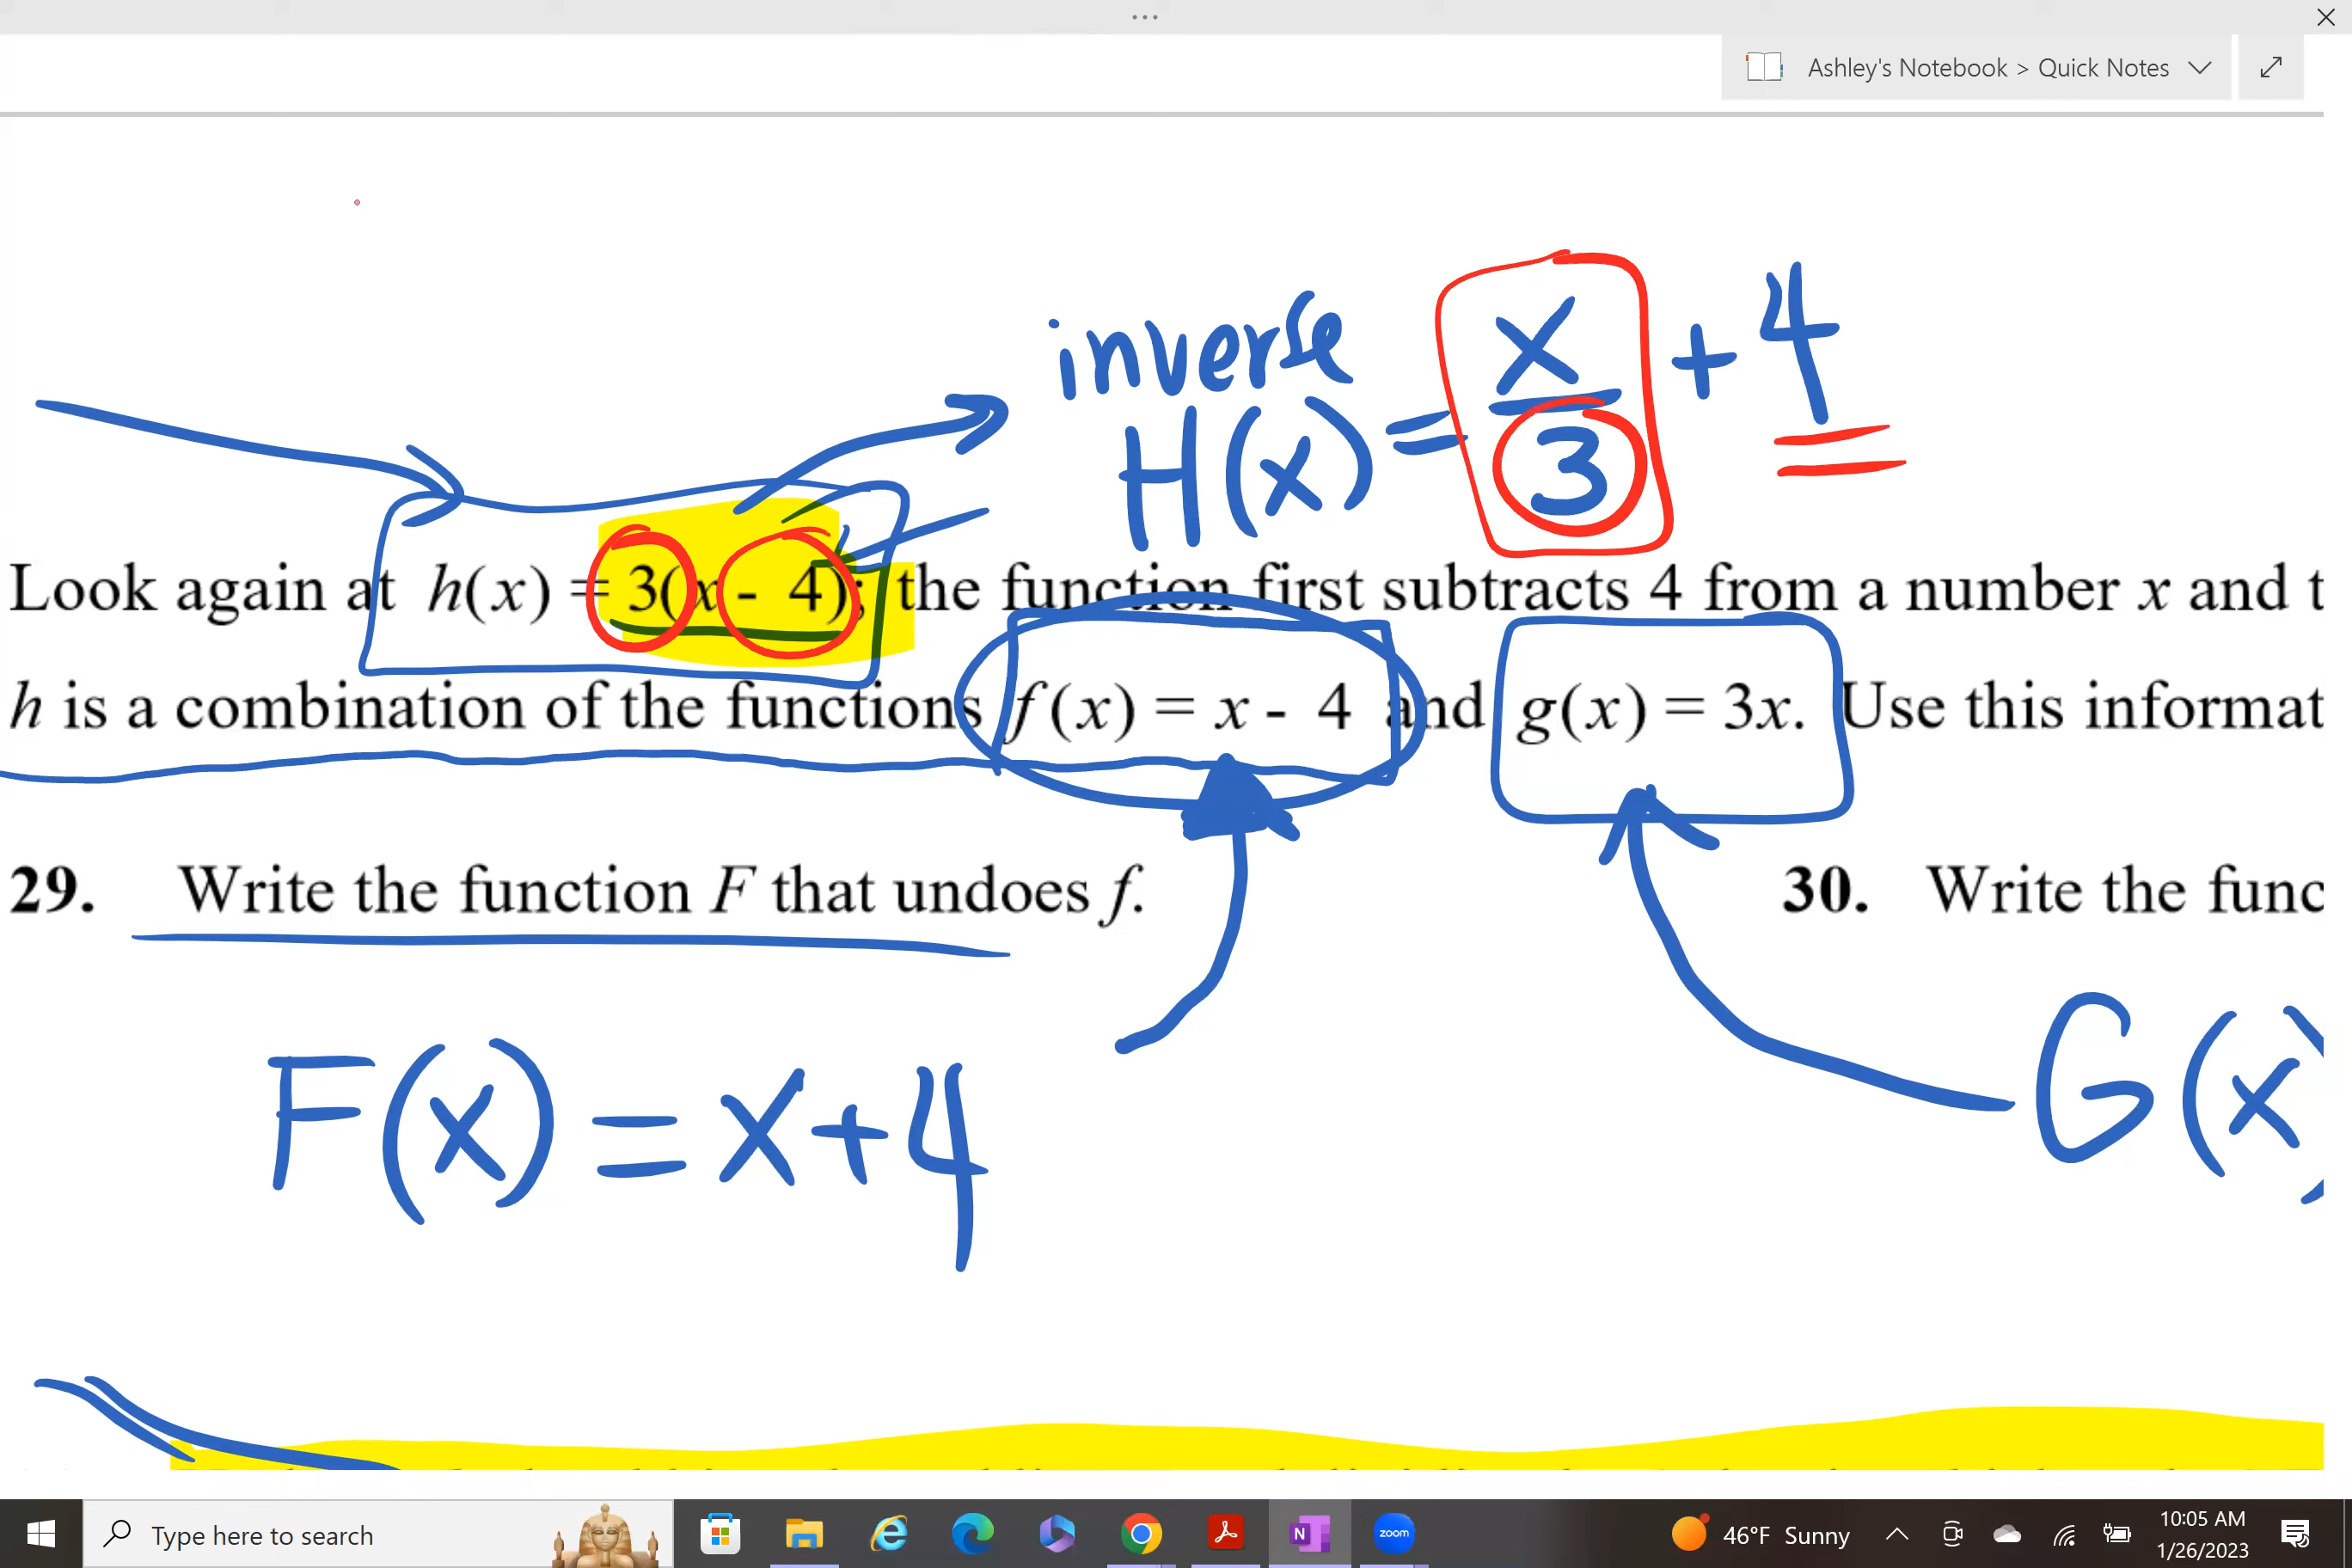 Ashley's Notebook > Quick Notes
inverse
H(x) = x/3 + 4
Look again at h(x) = 3(x - 4); the function first subtracts 4 from a number x and t
h is a combination of the functions f(x) = x - 4 and g(x) = 3x. Use this informat
29. Write the function F that undoes f.
30. Write the func
F(x) = x+4
G(x)
Type here to search
zoom
46°F Sunny
10:05 AM
1/26/2023